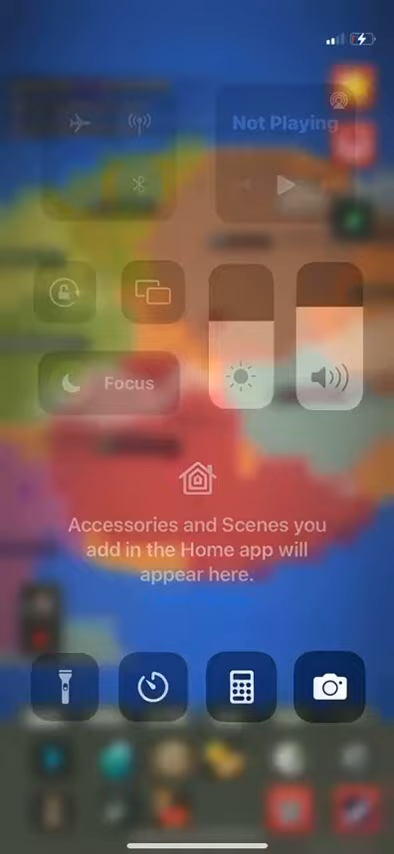 Not Playing
Focus
Accessories and Scenes you
add in the Home app will
appear here.